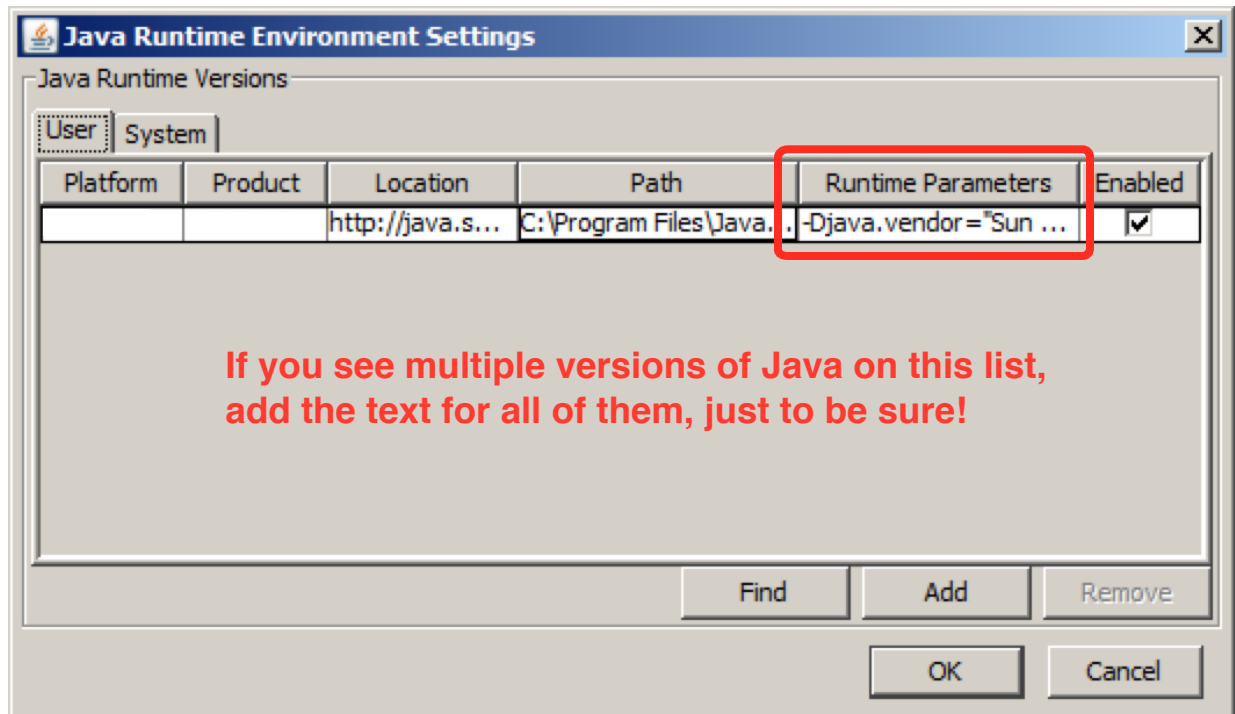 Java Runtime Environment Settings
Java Runtime Versions
User System
Platform Product Location Path Runtime Parameters Enabled
http://java.s... C:\Program Files\Java... -Djava.vendor="Sun ...
If you see multiple versions of Java on this list,
add the text for all of them, just to be sure!
Find Add Remove
OK Cancel